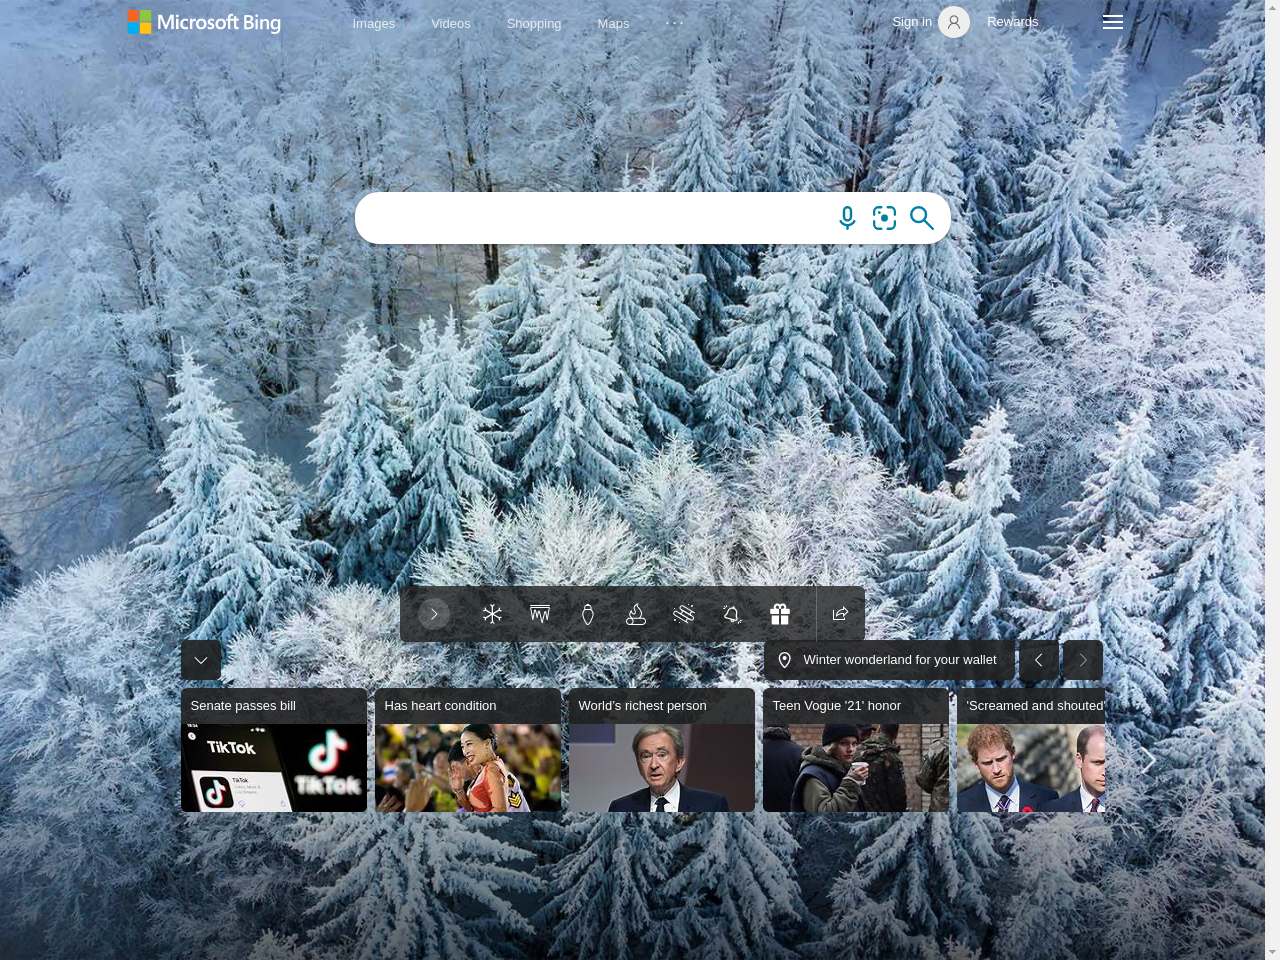 Microsoft Bing
Images Videos Shopping Maps ...
Sign in Rewards
Winter wonderland for your wallet
Senate passes bill
Has heart condition
World's richest person
Teen Vogue '21' honor
'Screamed and shouted'
TikTok
TikTok
TikTok